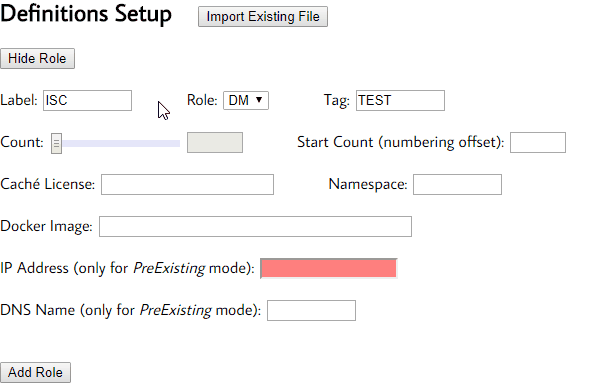 Definitions Setup Import Existing File
Hide Role
Label: ISC Role: DM Tag: TEST
Count: Start Count (numbering offset):
Caché License: Namespace:
Docker Image:
IP Address (only for PreExisting mode):
DNS Name (only for PreExisting mode):
Add Role